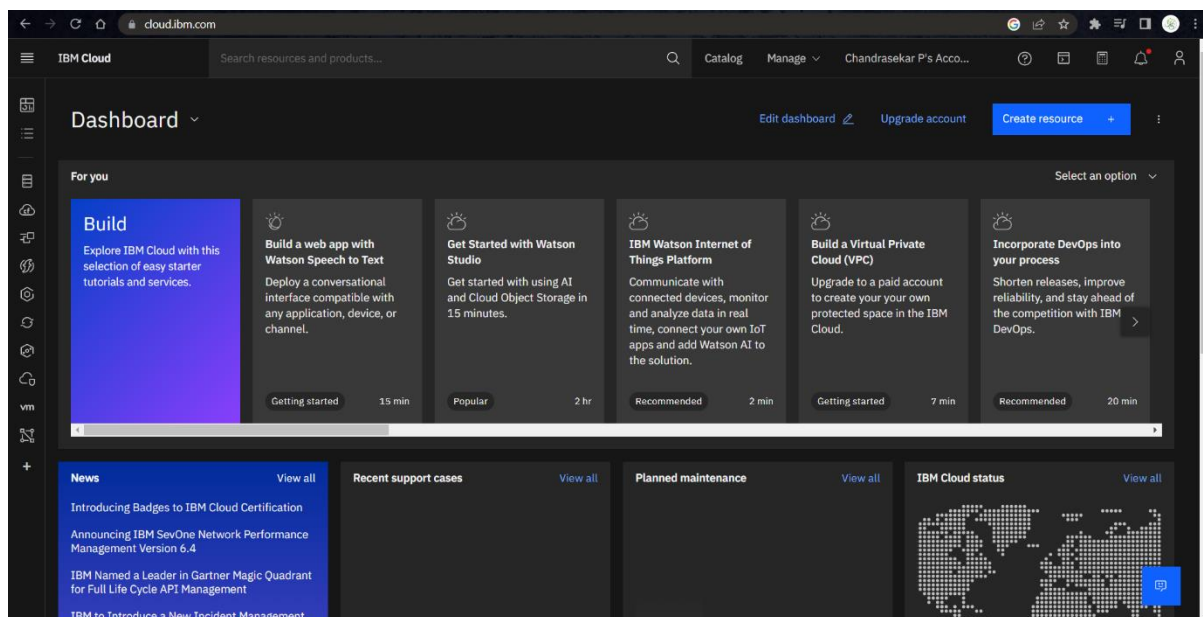 cloud.ibm.com
IBM Cloud
Search resources and products...
Catalog
Manage
Chandrasekar P's Acco...
Dashboard
Edit dashboard
Upgrade account
Create resource +
For you
Select an option
Build
Explore IBM Cloud with this
selection of easy starter
tutorials and services.
Build a web app with
Watson Speech to Text
Deploy a conversational
interface compatible with
any application, device, or
channel.
Getting started 15 min
Get Started with Watson
Studio
Get started with using AI
and Cloud Object Storage in
15 minutes.
Popular 2 hr
IBM Watson Internet of
Things Platform
Communicate with
connected devices, monitor
and analyze data in real
time, connect your own IoT
apps and add Watson AI to
the solution.
Recommended 2 min
Build a Virtual Private
Cloud (VPC)
Upgrade to a paid account
to create your your own
protected space in the IBM
Cloud.
Getting started 7 min
Incorporate DevOps into
your process
Shorten releases, improve
reliability, and stay ahead of
the competition with IBM
DevOps.
Recommended 20 min
vm
News View all
Introducing Badges to IBM Cloud Certification
Announcing IBM SevOne Network Performance
Management Version 6.4
IBM Named a Leader in Gartner Magic Quadrant
for Full Life Cycle API Management
IBM to Introduce a New Incident Management
Recent support cases View all
Planned maintenance View all
IBM Cloud status View all